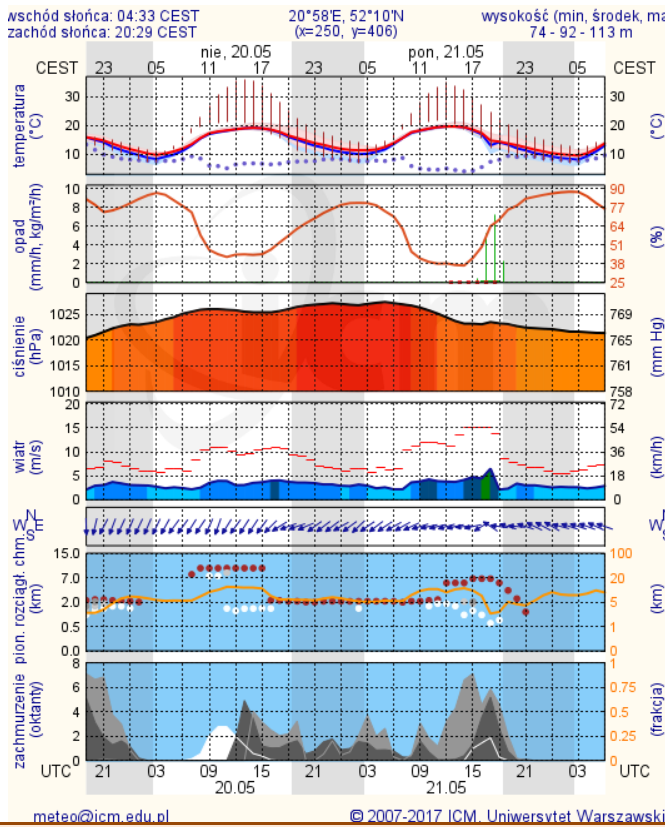 wschód słońca: 04:33 CEST 20°58'E, 52°10'N wysokość (min, środek, ma
zachód słońca: 20:29 CEST (x=250, y=406) 74 - 92 - 113 m
nie, 20.05 pon, 21.05
CEST 23 05 11 17 23 05 11 17 23 05 CEST
temperatura
(°C)
30 30
20 20
10 10
opad
(mm/h, kg/m²/h)
10 90
8 77
6 64
4 51
2 38
0 25
(%)
ciśnienie
(hPa)
1025 769
1020 765
1015 761
1010 758
(mm Hg)
wiatr
(m/s)
20 72
15 54
10 36
5 18
0 0
(km/h)
N
W E
S
N
W
S
pion. rozciągł. chm.
(km)
15.0 100
7.0 20
2.0 5
0.5 1
0.0 0
(km)
zachmurzenie
(oktanty)
8 1
6 0.75
4 0.5
2 0.25
0 0
(frakcja)
UTC 21 03 09 15 21 03 09 15 21 03 UTC
20.05 21.05
meteo@icm.edu.pl © 2007-2017 ICM, Uniwersytet Warszawski